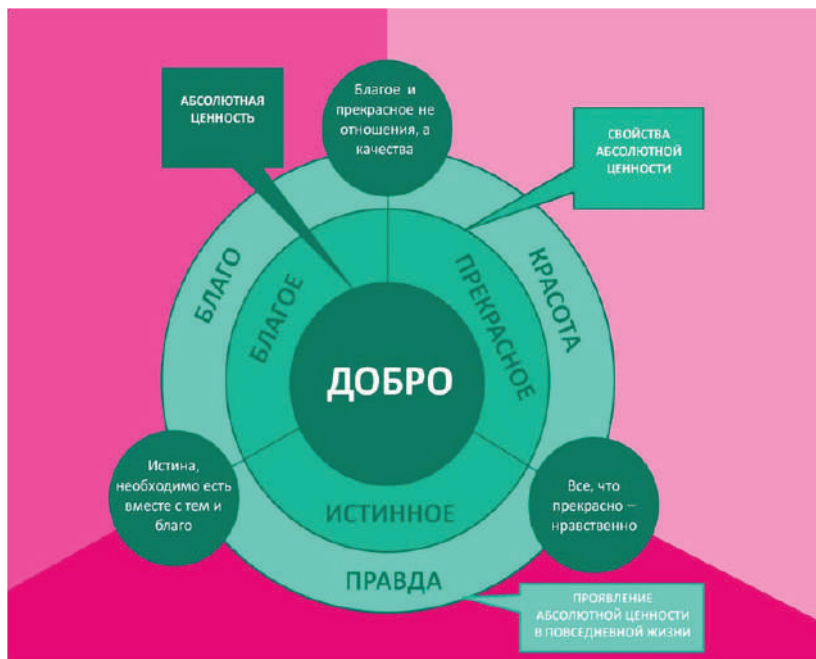 АБСОЛЮТНАЯ
ЦЕННОСТЬ
Благое и
прекрасное не
отношения, а
качества
СВОЙСТВА
АБСОЛЮТНОЙ
ЦЕННОСТИ
БЛАГО
БЛАГОЕ
ПРЕКРАСНОЕ
КРАСОТА
ДОБРО
Истина,
необходимо есть
вместе с тем и
благо
ИСТИННОЕ
Все, что
прекрасно –
нравственно
ПРАВДА
ПРОЯВЛЕНИЕ
АБСОЛЮТНОЙ ЦЕННОСТИ
В ПОВСЕДНЕВНОЙ ЖИЗНИ